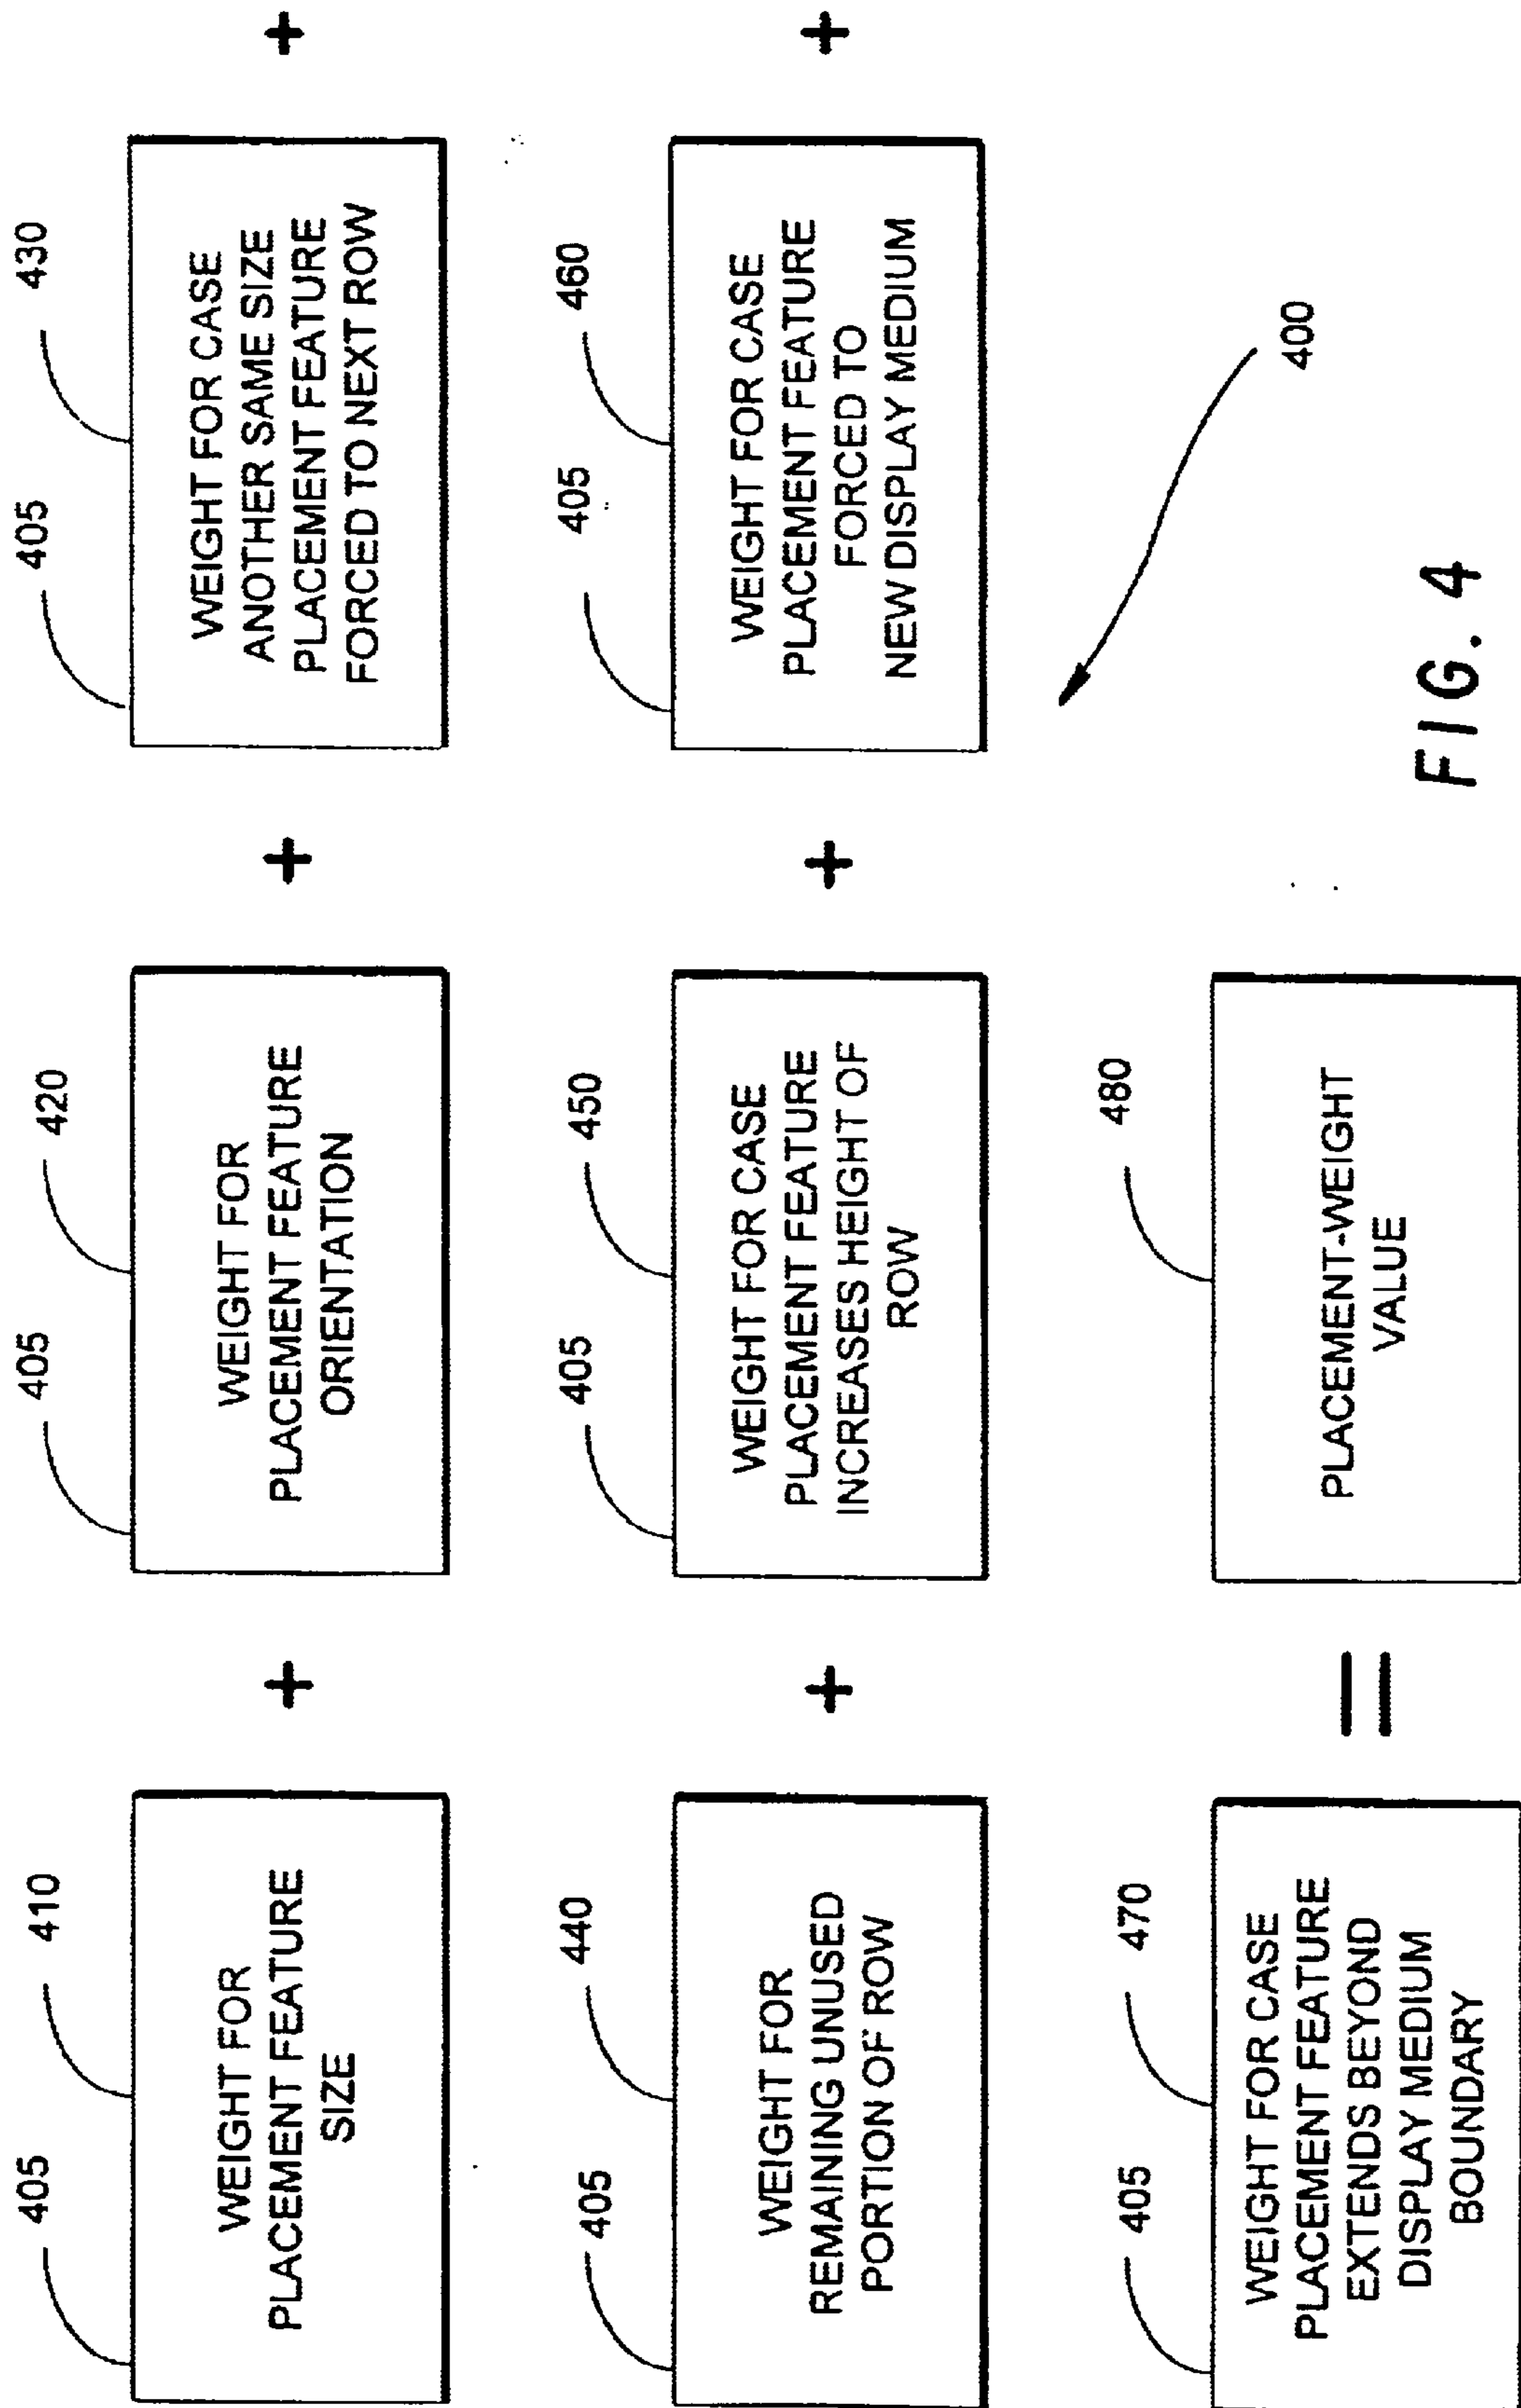 405 410
WEIGHT FOR
PLACEMENT FEATURE
SIZE
+
405 420
WEIGHT FOR
PLACEMENT FEATURE
ORIENTATION
+
405 430
WEIGHT FOR CASE
ANOTHER SAME SIZE
PLACEMENT FEATURE
FORCED TO NEXT ROW
+
405 440
WEIGHT FOR
REMAINING UNUSED
PORTION OF ROW
+
405 450
WEIGHT FOR CASE
PLACEMENT FEATURE
INCREASES HEIGHT OF
ROW
+
405 460
WEIGHT FOR CASE
PLACEMENT FEATURE
FORCED TO
NEW DISPLAY MEDIUM
+
405 470
WEIGHT FOR CASE
PLACEMENT FEATURE
EXTENDS BEYOND
DISPLAY MEDIUM
BOUNDARY
=
480
PLACEMENT-WEIGHT
VALUE
400
FIG. 4